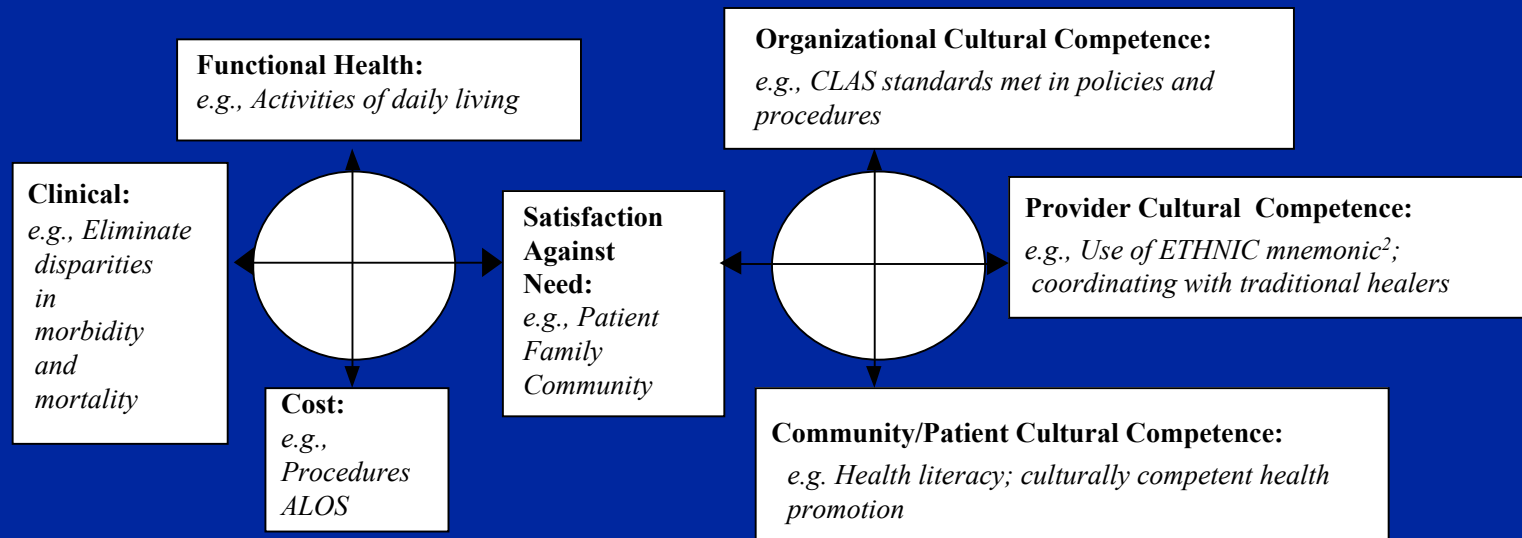 Functional Health:
e.g., Activities of daily living
Organizational Cultural Competence:
e.g., CLAS standards met in policies and
procedures
Clinical:
e.g., Eliminate
disparities
in
morbidity
and
mortality
Satisfaction
Against
Need:
e.g., Patient
Family
Community
Provider Cultural Competence:
e.g., Use of ETHNIC mnemonic²;
coordinating with traditional healers
Cost:
e.g.,
Procedures
ALOS
Community/Patient Cultural Competence:
e.g. Health literacy; culturally competent health
promotion